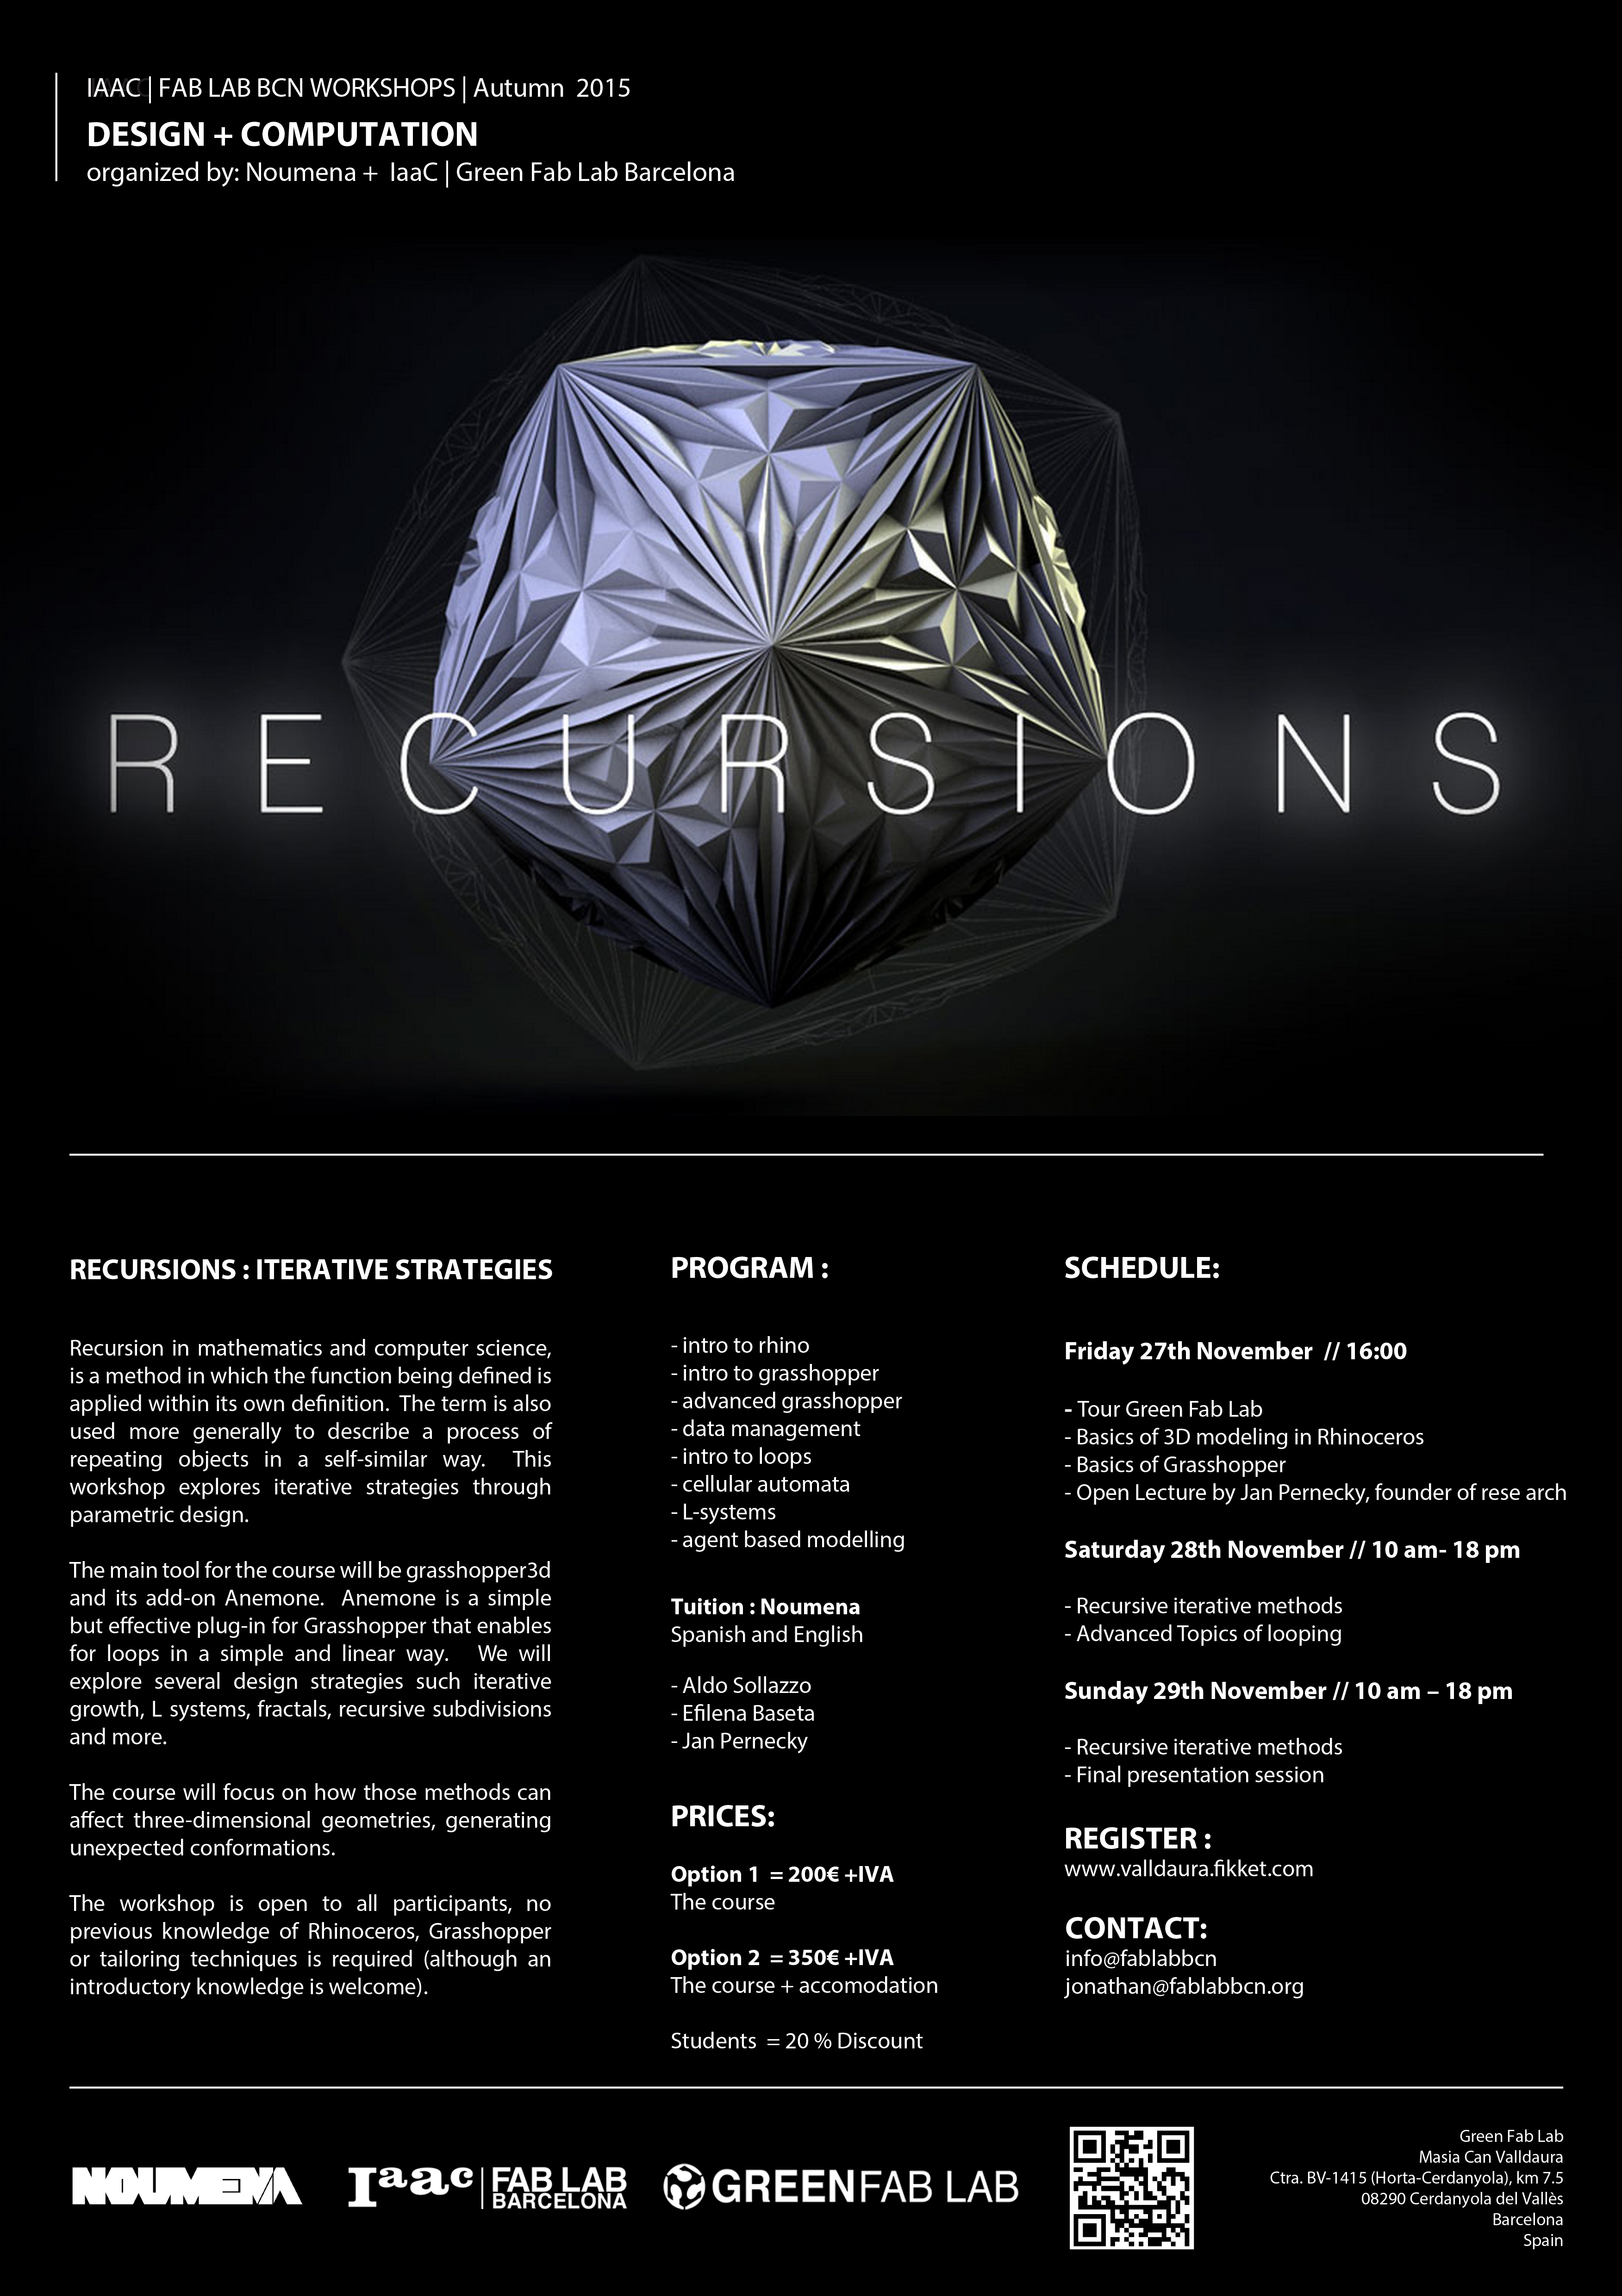 IAAC | FAB LAB BCN WORKSHOPS | Autumn 2015
DESIGN + COMPUTATION
organized by: Noumena + IaaC | Green Fab Lab Barcelona
RECURSIONS
RECURSIONS : ITERATIVE STRATEGIES
Recursion in mathematics and computer science,
is a method in which the function being defined is
applied within its own definition. The term is also
used more generally to describe a process of
repeating objects in a self-similar way. This
workshop explores iterative strategies through
parametric design.
The main tool for the course will be grasshopper3d
and its add-on Anemone. Anemone is a simple
but effective plug-in for Grasshopper that enables
for loops in a simple and linear way. We will
explore several design strategies such iterative
growth, L systems, fractals, recursive subdivisions
and more.
The course will focus on how those methods can
affect three-dimensional geometries, generating
unexpected conformations.
The workshop is open to all participants, no
previous knowledge of Rhinoceros, Grasshopper
or tailoring techniques is required (although an
introductory knowledge is welcome).
PROGRAM :
- intro to rhino
- intro to grasshopper
- advanced grasshopper
- data management
- intro to loops
- cellular automata
- L-systems
- agent based modelling
Tuition : Noumena
Spanish and English
- Aldo Sollazzo
- Efilena Baseta
- Jan Pernecky
PRICES:
Option 1 = 200€ +IVA
The course
Option 2 = 350€ +IVA
The course + accomodation
Students = 20 % Discount
SCHEDULE:
Friday 27th November // 16:00
- Tour Green Fab Lab
- Basics of 3D modeling in Rhinoceros
- Basics of Grasshopper
- Open Lecture by Jan Pernecky, founder of rese arch
Saturday 28th November // 10 am- 18 pm
- Recursive iterative methods
- Advanced Topics of looping
Sunday 29th November // 10 am – 18 pm
- Recursive iterative methods
- Final presentation session
REGISTER :
www.valldaura.fikket.com
CONTACT:
info@fablabbcn
jonathan@fablabbcn.org
NOUMENA
Iaac | FAB LAB
BARCELONA
GREENFAB LAB
Green Fab Lab
Masia Can Valldaura
Ctra. BV-1415 (Horta-Cerdanyola), km 7.5
08290 Cerdanyola del Vallès
Barcelona
Spain